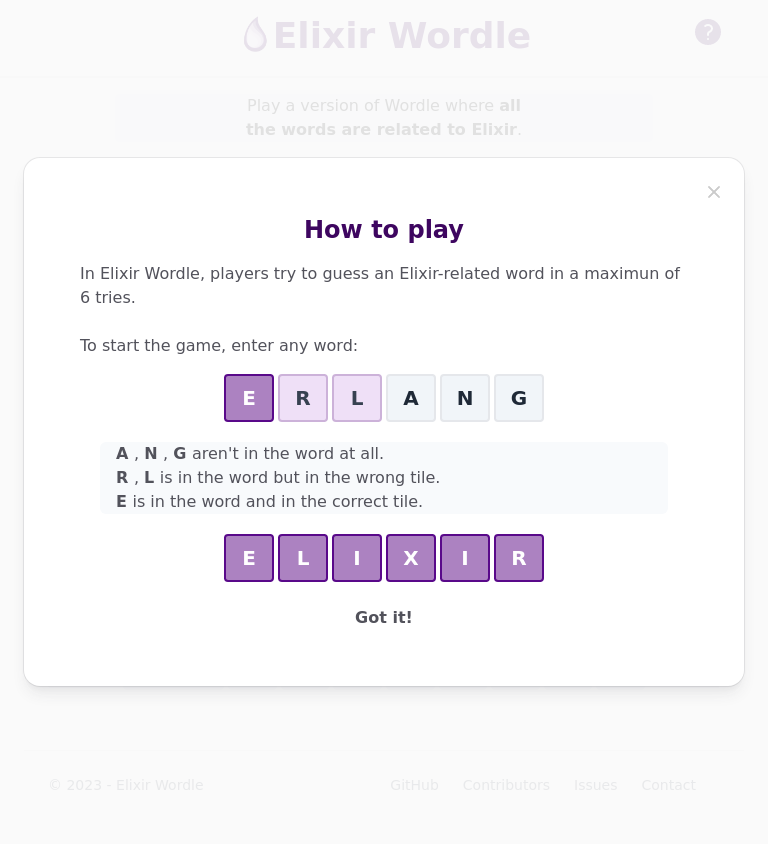 Elixir Wordle
?
Play a version of Wordle where all
the words are related to Elixir.
How to play
In Elixir Wordle, players try to guess an Elixir-related word in a maximun of
6 tries.
To start the game, enter any word:
E R L A N G
A , N , G aren't in the word at all.
R , L is in the word but in the wrong tile.
E is in the word and in the correct tile.
E L I X I R
Got it!
© 2023 - Elixir Wordle GitHub Contributors Issues Contact